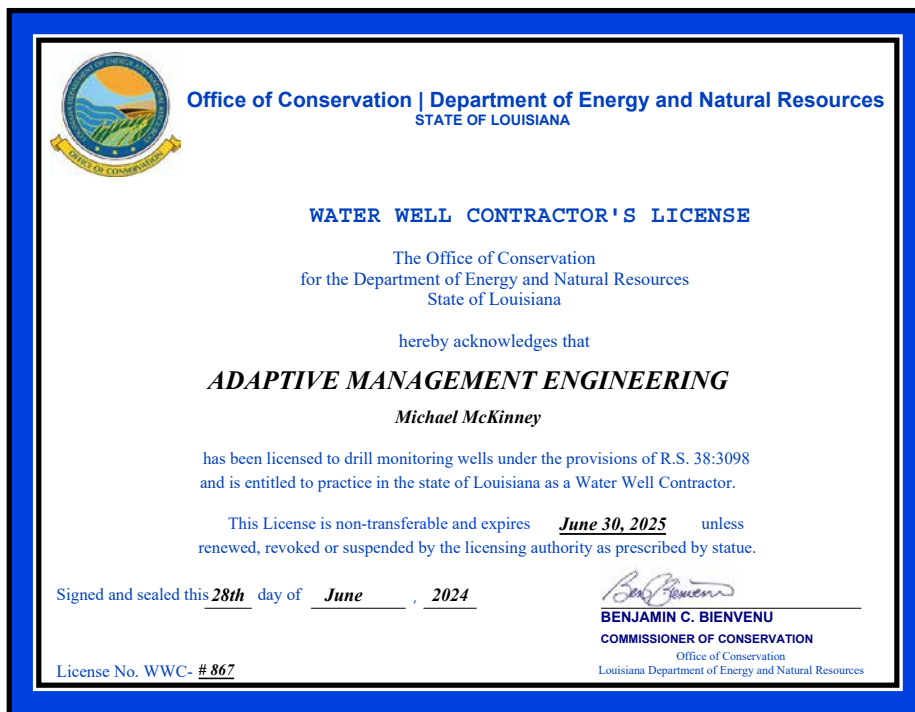 Office of Conservation | Department of Energy and Natural Resources
STATE OF LOUISIANA
OFFICE OF CONSERVATION
WATER WELL CONTRACTOR'S LICENSE
The Office of Conservation
for the Department of Energy and Natural Resources
State of Louisiana
hereby acknowledges that
ADAPTIVE MANAGEMENT ENGINEERING
Michael McKinney
has been licensed to drill monitoring wells under the provisions of R.S. 38:3098
and is entitled to practice in the state of Louisiana as a Water Well Contractor.
This License is non-transferable and expires June 30, 2025 unless
renewed, revoked or suspended by the licensing authority as prescribed by statue.
Signed and sealed this 28th day of June , 2024
BENJAMIN C. BIENVENU
COMMISSIONER OF CONSERVATION
Office of Conservation
Louisiana Department of Energy and Natural Resources
License No. WWC- # 867